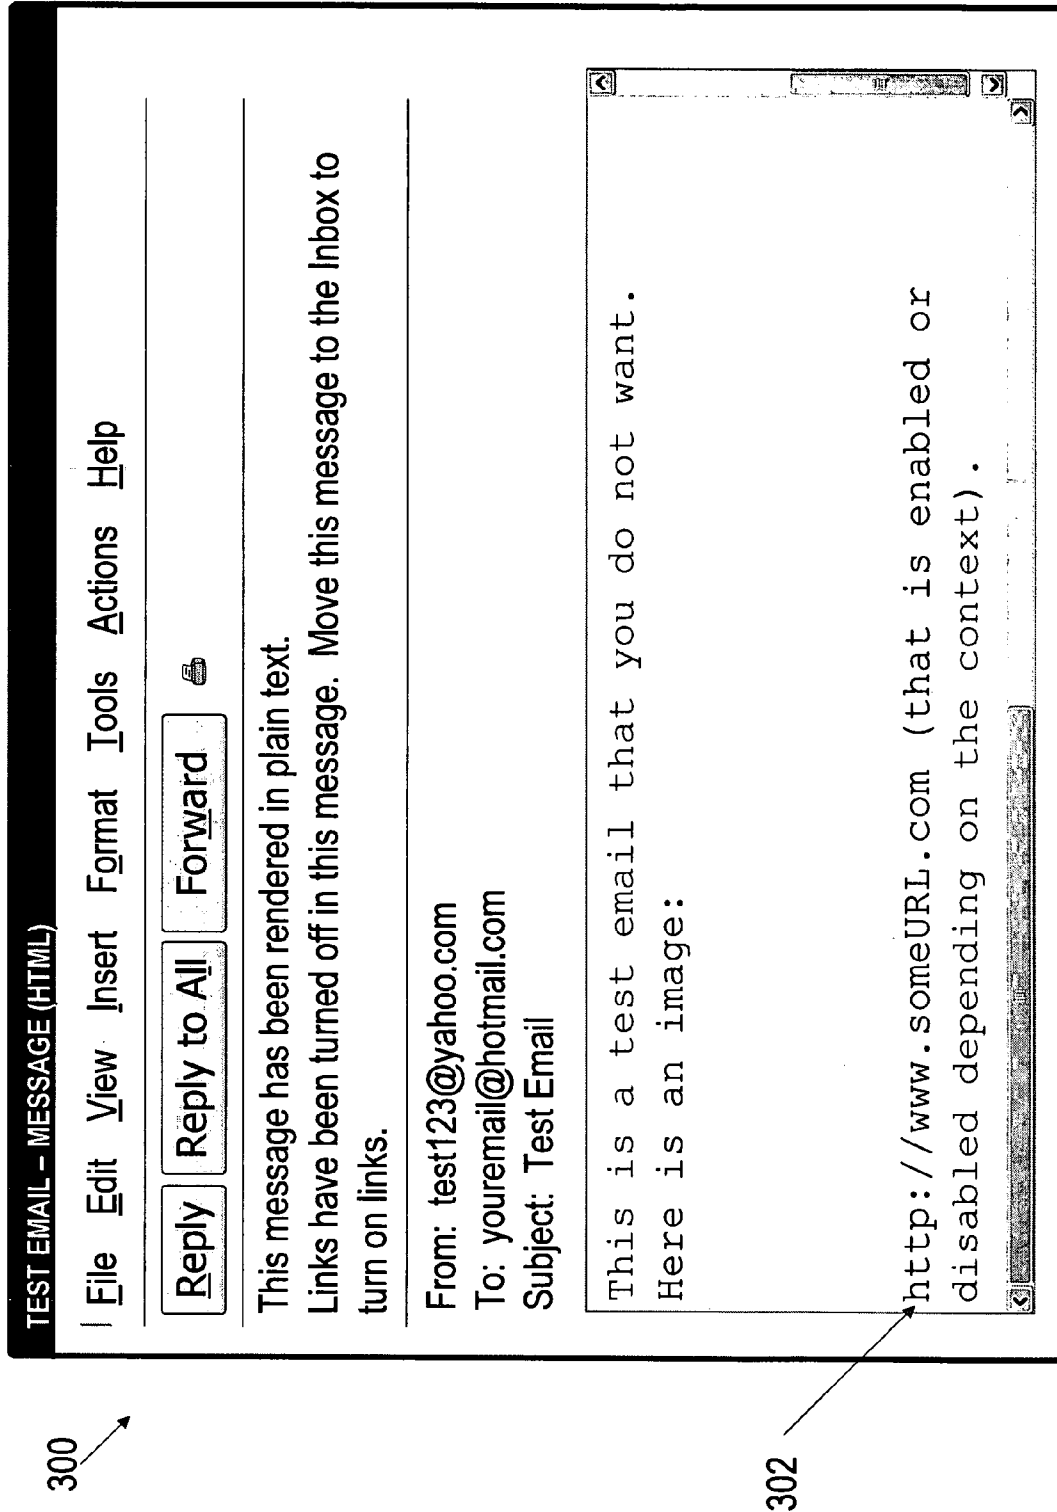 TEST EMAIL – MESSAGE (HTML)
File Edit View Insert Format Tools Actions Help
Reply Reply to All Forward
This message has been rendered in plain text.
Links have been turned off in this message. Move this message to the Inbox to
turn on links.
From: test123@yahoo.com
To: youremail@hotmail.com
Subject: Test Email
This is a test email that you do not want.
Here is an image:
http://www.someURL.com (that is enabled or
disabled depending on the context).
300
302